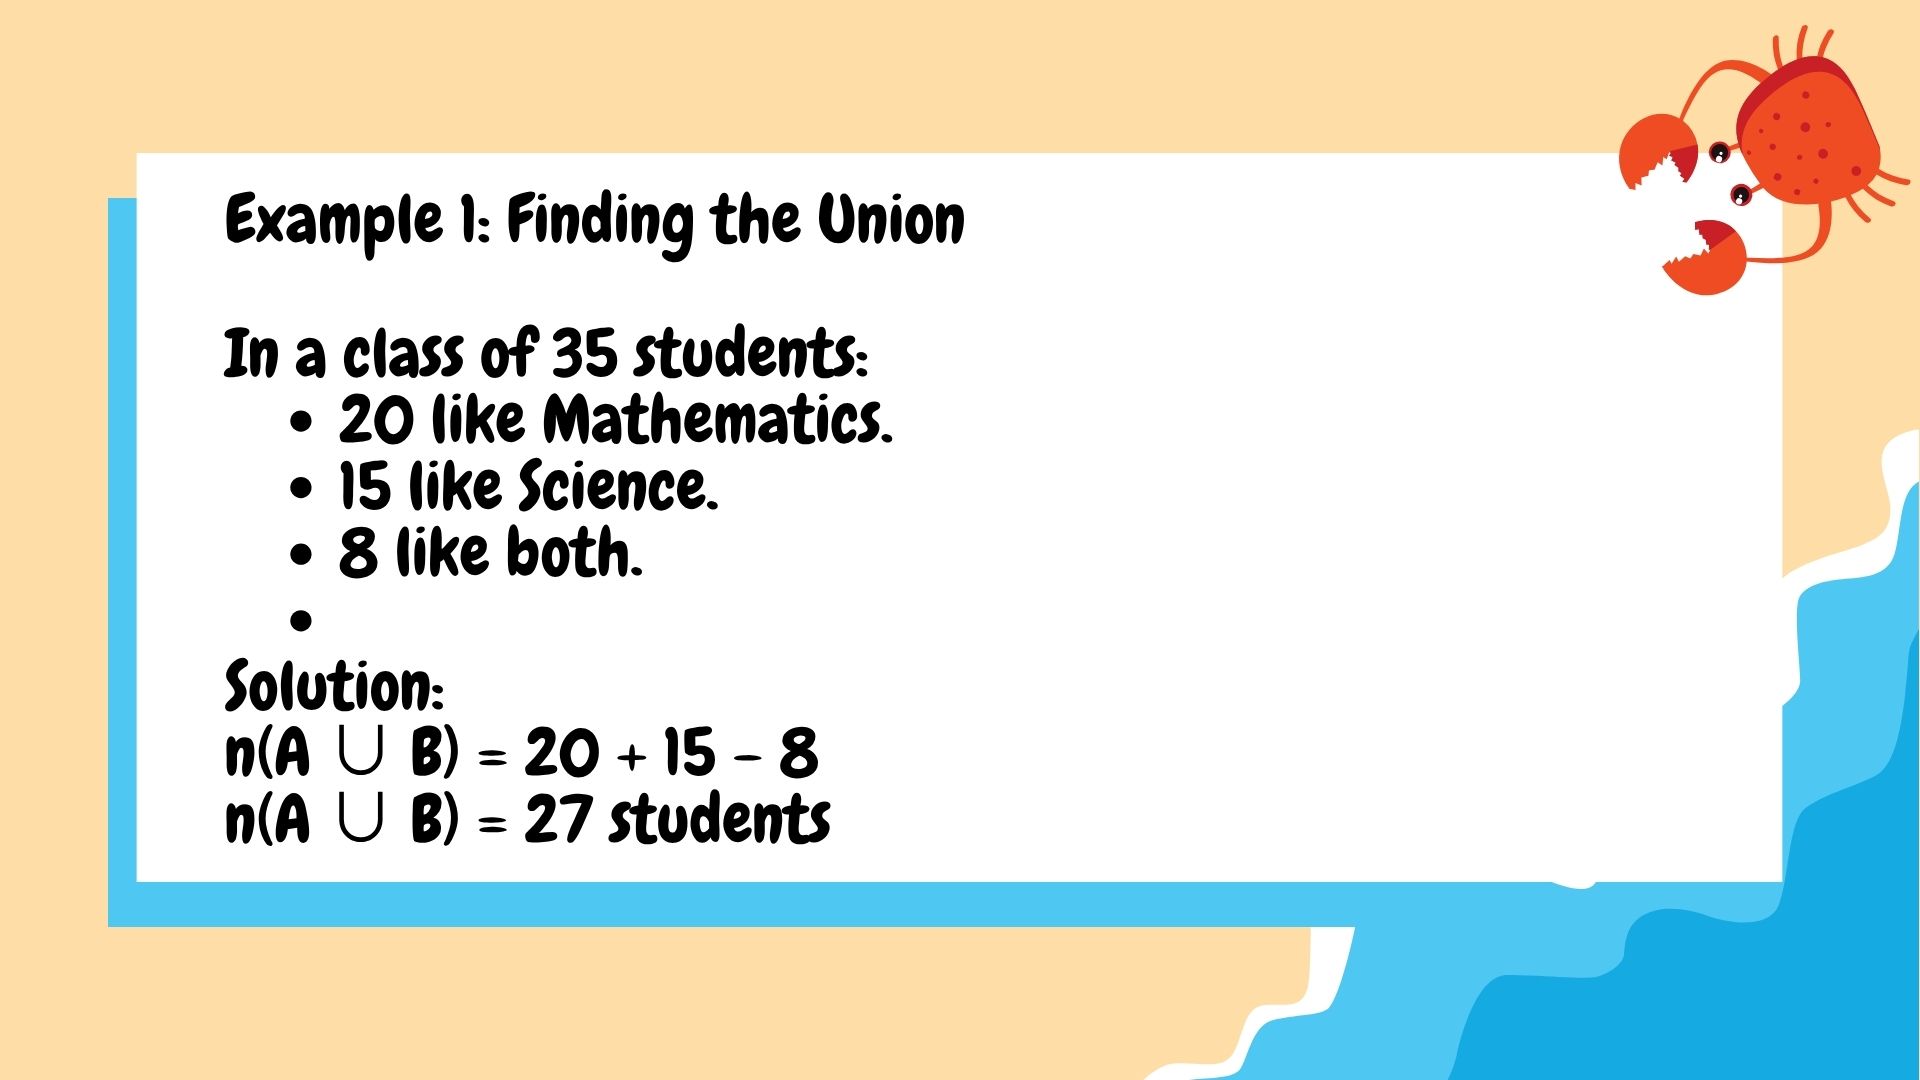 Example 1: Finding the Union
In a class of 35 students:
• 20 like Mathematics.
• 15 like Science.
• 8 like both.
•
Solution:
n(A ∪ B) = 20 + 15 − 8
n(A ∪ B) = 27 students